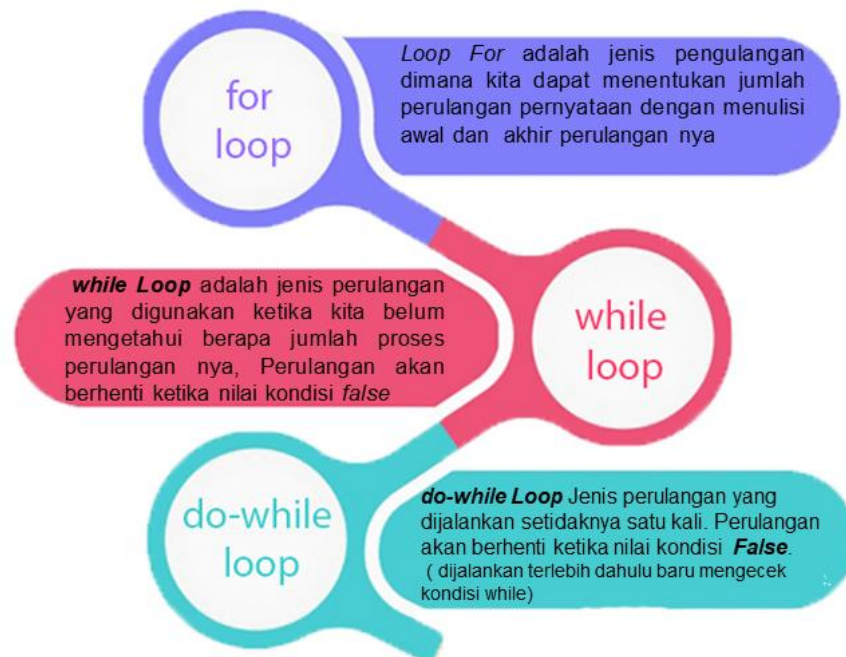 for
loop
Loop For adalah jenis pengulangan
dimana kita dapat menentukan jumlah
perulangan pernyataan dengan menulisi
awal dan akhir perulangan nya
while Loop adalah jenis perulangan
yang digunakan ketika kita belum
mengetahui berapa jumlah proses
perulangan nya, Perulangan akan
berhenti ketika nilai kondisi false
while
loop
do-while
loop
do-while Loop Jenis perulangan yang
dijalankan setidaknya satu kali. Perulangan
akan berhenti ketika nilai kondisi False.
( dijalankan terlebih dahulu baru mengecek
kondisi while)